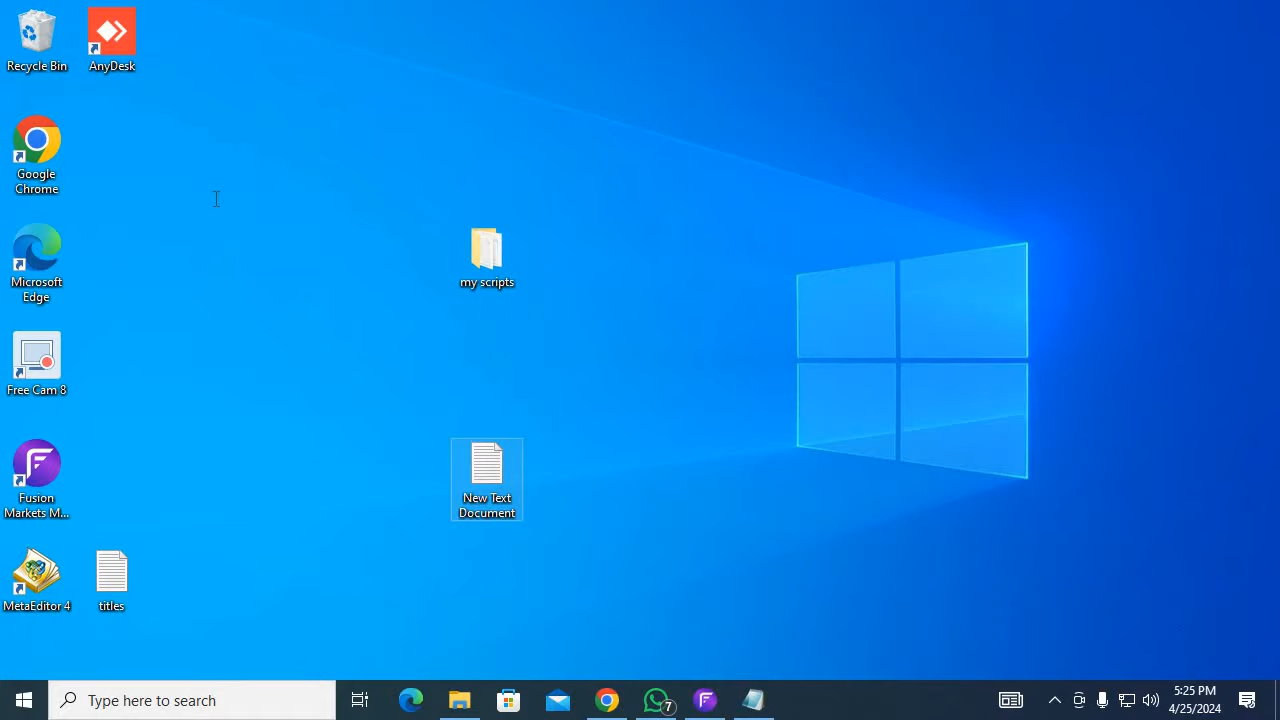 Recycle Bin
AnyDesk
Google
Chrome
Microsoft
Edge
my scripts
Free Cam 8
Fusion
Markets M...
New Text
Document
MetaEditor 4
titles
Type here to search
7
5:25 PM
4/25/2024